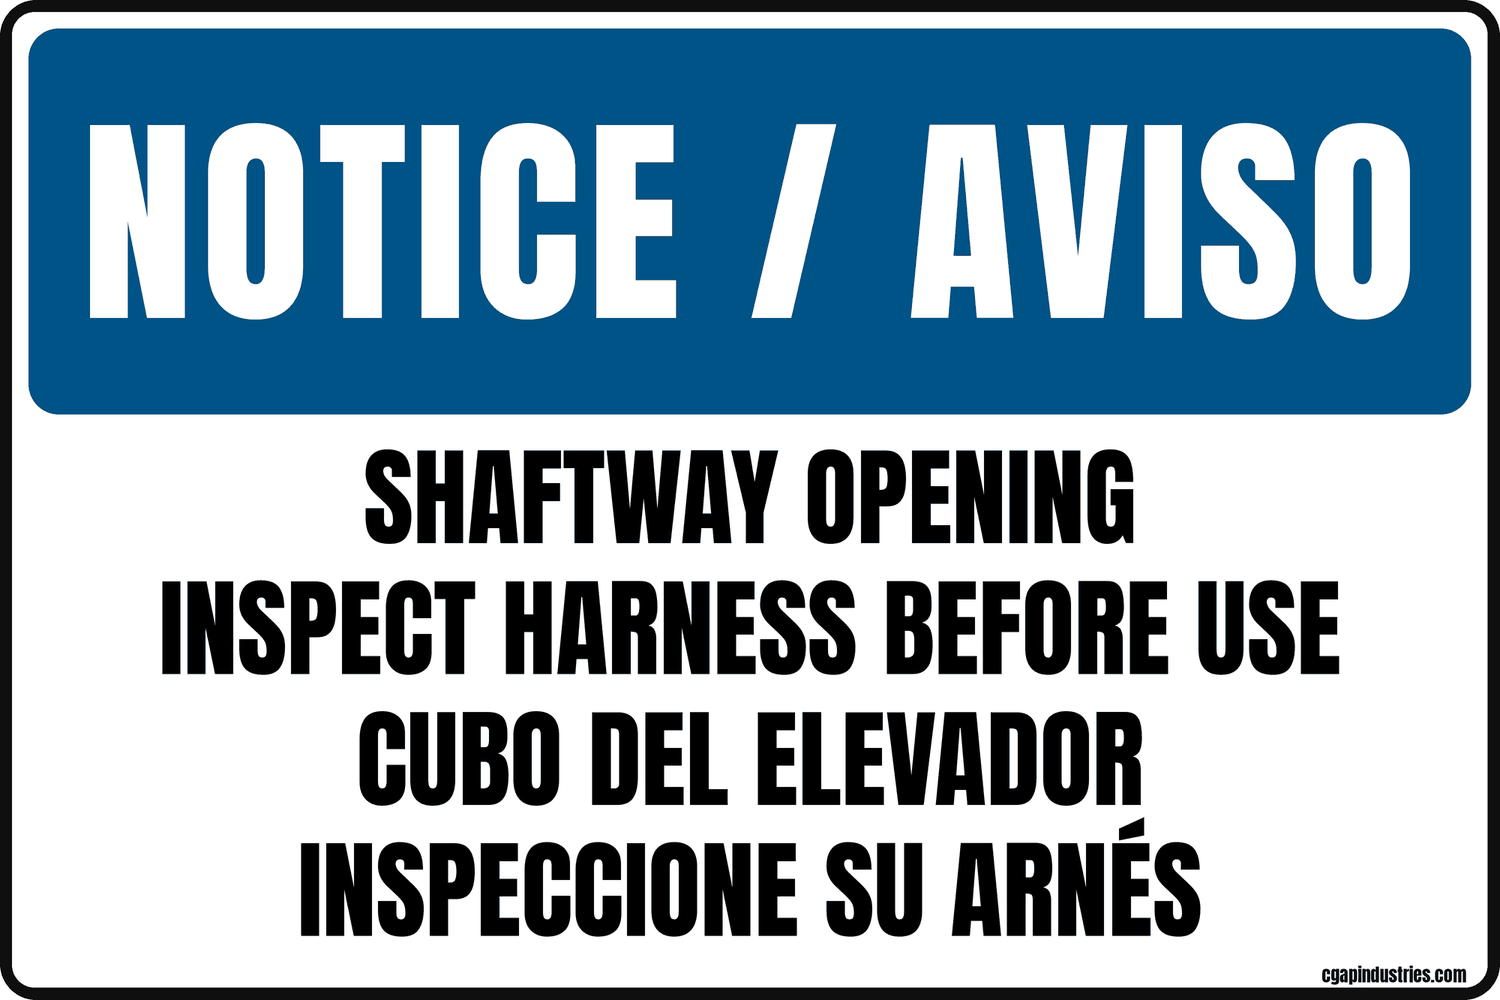 NOTICE / AVISO
SHAFTWAY OPENING
INSPECT HARNESS BEFORE USE
CUBO DEL ELEVADOR
INSPECCIONE SU ARNÉS
cgapindustries.com